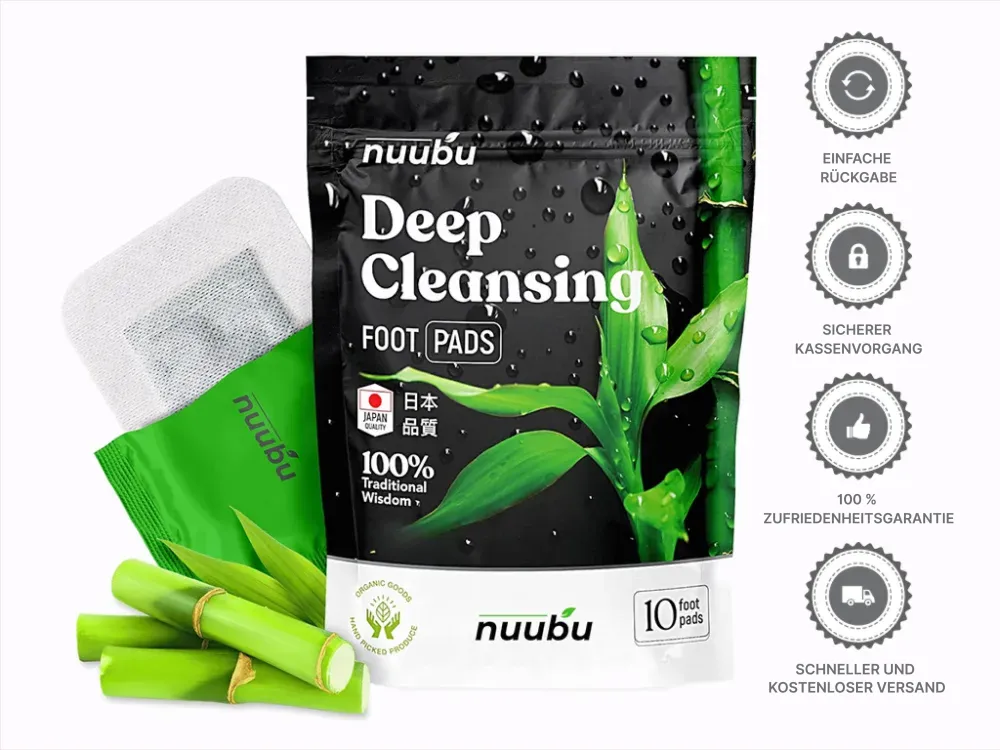 nuubu
Deep
Cleansing
FOOT PADS
JAPAN
QUALITY
日本
品質
100%
Traditional
Wisdom
ORGANIC GOODS
HAND PICKED PRODUCE
nuubu
10 foot
pads
nuubu
EINFACHE
RÜCKGABE
SICHERER
KASSENVORGANG
100 %
ZUFRIEDENHEITSGARANTIE
SCHNELLER UND
KOSTENLOSER VERSAND